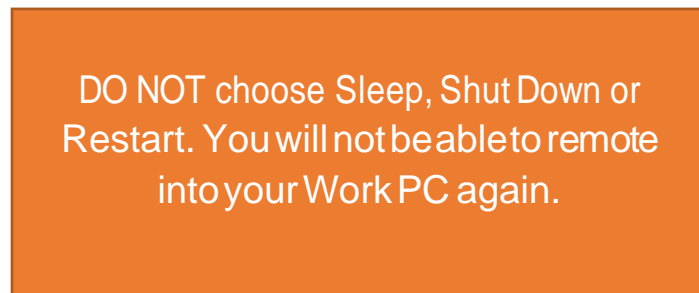 DO NOT choose Sleep, Shut Down or
Restart. You will not be able to remote
into your Work PC again.